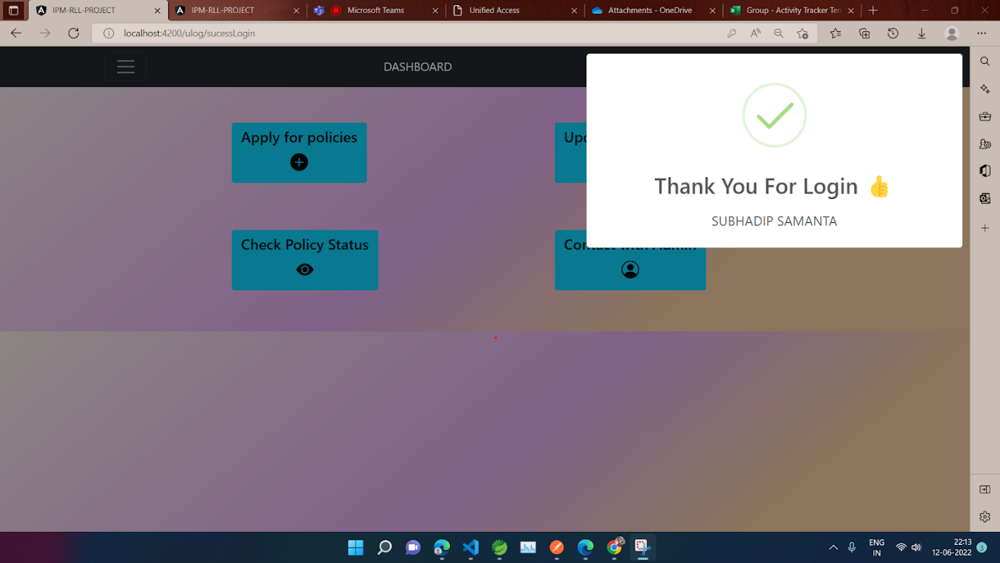 IPM-RLL-PROJECT
IPM-RLL-PROJECT
Microsoft Teams
Unified Access
Attachments - OneDrive
Group - Activity Tracker Ten
localhost:4200/ulog/sucessLogin
DASHBOARD
Apply for policies
Thank You For Login 👍
SUBHADIP SAMANTA
Check Policy Status
Contact with Admin
ENG
IN
22:13
12-06-2022
3